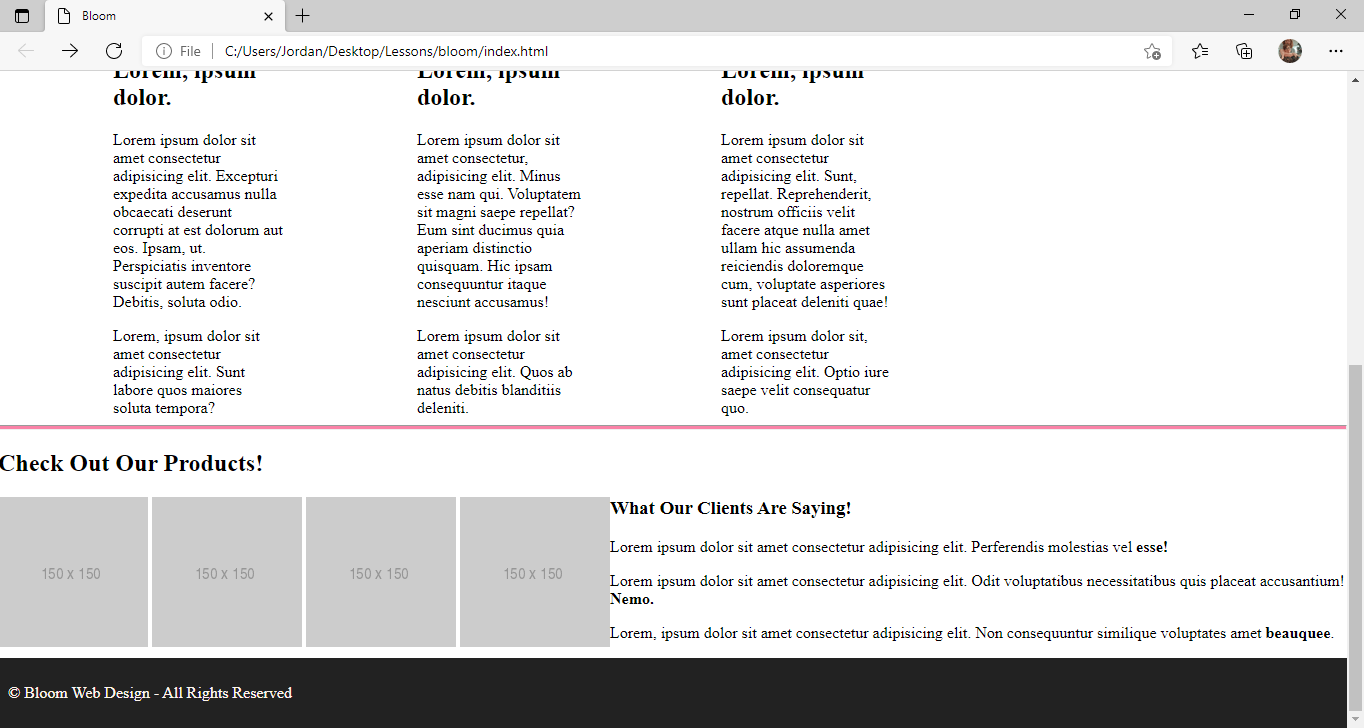 Bloom
File
C:/Users/Jordan/Desktop/Lessons/bloom/index.html
Lorem, ipsum
dolor.
Lorem ipsum dolor sit
amet consectetur
adipisicing elit. Excepturi
expedita accusamus nulla
obcaecati deserunt
corrupti at est dolorum aut
eos. Ipsam, ut.
Perspiciatis inventore
suscipit autem facere?
Debitis, soluta odio.
Lorem, ipsum dolor sit
amet consectetur
adipisicing elit. Sunt
labore quos maiores
soluta tempora?
Lorem, ipsum
dolor.
Lorem ipsum dolor sit
amet consectetur,
adipisicing elit. Minus
esse nam qui. Voluptatem
sit magni saepe repellat?
Eum sint ducimus quia
aperiam distinctio
quisquam. Hic ipsam
consequuntur itaque
nesciunt accusamus!
Lorem ipsum dolor sit
amet consectetur
adipisicing elit. Quos ab
natus debitis blanditiis
deleniti.
Lorem, ipsum
dolor.
Lorem ipsum dolor sit
amet consectetur
adipisicing elit. Sunt,
repellat. Reprehenderit,
nostrum officiis velit
facere atque nulla amet
ullam hic assumenda
reiciendis doloremque
cum, voluptate asperiores
sunt placeat deleniti quae!
Lorem ipsum dolor sit,
amet consectetur
adipisicing elit. Optio iure
saepe velit consequatur
quo.
Check Out Our Products!
150 x 150
150 x 150
150 x 150
150 x 150
What Our Clients Are Saying!
Lorem ipsum dolor sit amet consectetur adipisicing elit. Perferendis molestias vel esse!
Lorem ipsum dolor sit amet consectetur adipisicing elit. Odit voluptatibus necessitatibus quis placeat accusantium!
Nemo.
Lorem, ipsum dolor sit amet consectetur adipisicing elit. Non consequuntur similique voluptates amet beauquee.
© Bloom Web Design - All Rights Reserved